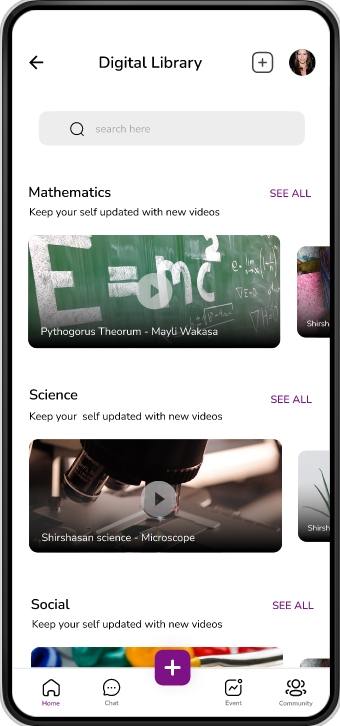 Digital Library
search here
Mathematics
SEE ALL
Keep your self updated with new videos
E=mc²
Pythogorus Theorum - Mayli Wakasa
Shirsh
Science
SEE ALL
Keep your self updated with new videos
Shirshasan science - Microscope
Shirsh
Social
SEE ALL
Keep your self updated with new videos
Home
Chat
Event
Community